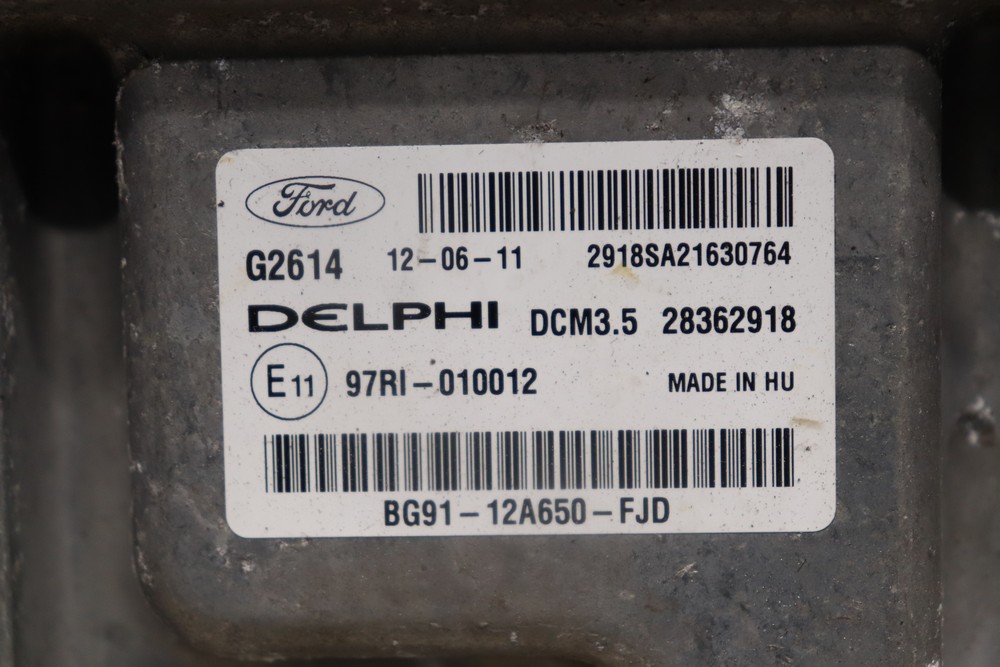 Ford
G2614 12-06-11 2918SA21630764
DELPHI DCM3.5 28362918
E11 97RI-010012 MADE IN HU
BG91-12A650-FJD